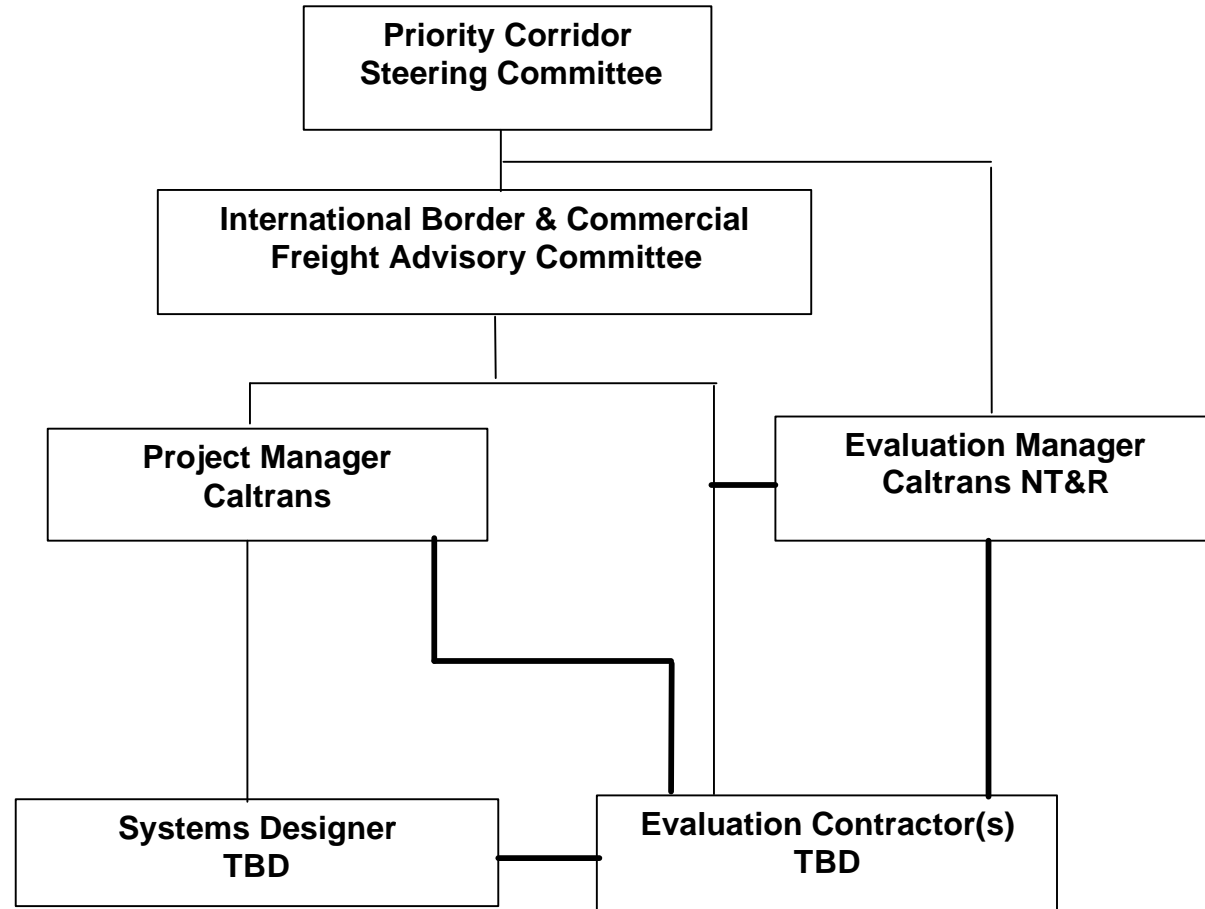 Priority Corridor
Steering Committee
International Border & Commercial
Freight Advisory Committee
Project Manager
Caltrans
Evaluation Manager
Caltrans NT&R
Systems Designer
TBD
Evaluation Contractor(s)
TBD